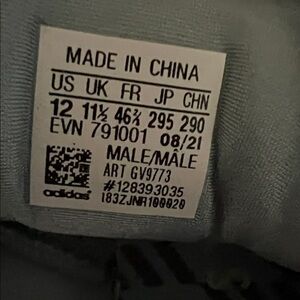 MADE IN CHINA
US UK FR JP CHN
12 11½ 46⅔ 295 290
EVN 791001 08/21
MALE/MÂLE
ART GV9773
#128393035
adidas 183ZJNR100020